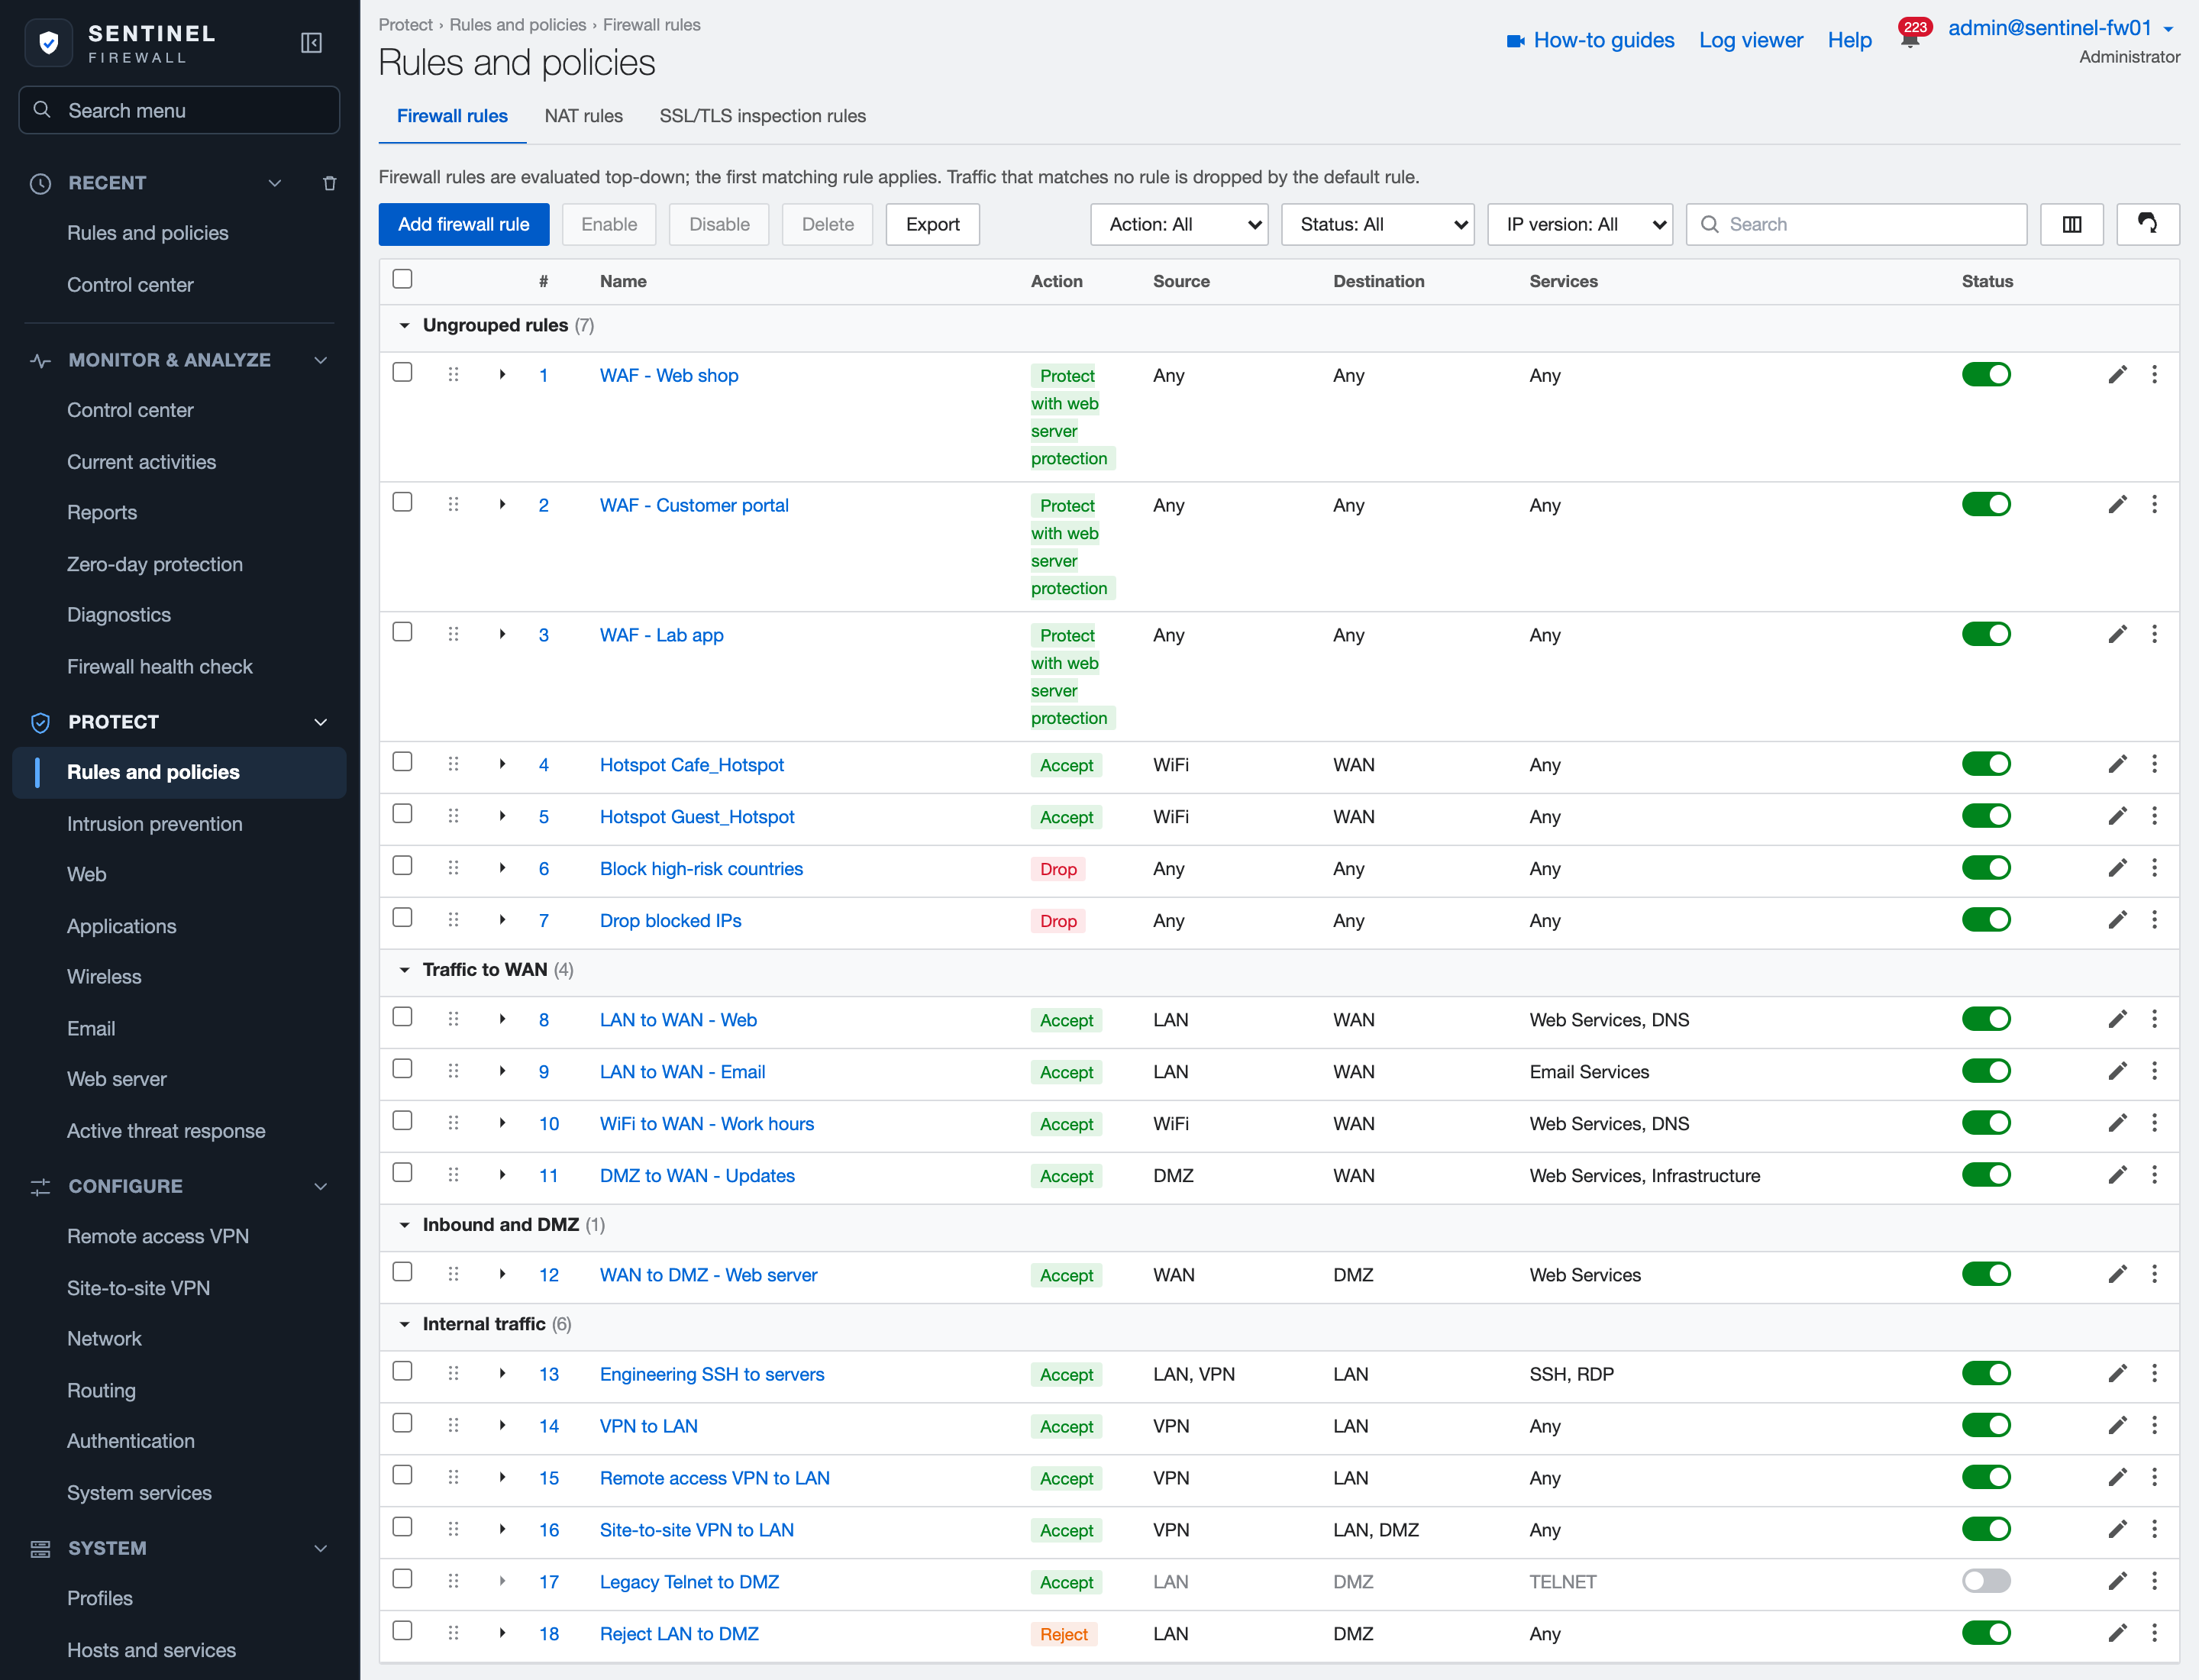 SENTINEL
FIREWALL
Search menu
RECENT
Rules and policies
Control center
MONITOR & ANALYZE
Control center
Current activities
Reports
Zero-day protection
Diagnostics
Firewall health check
PROTECT
Rules and policies
Intrusion prevention
Web
Applications
Wireless
Email
Web server
Active threat response
CONFIGURE
Remote access VPN
Site-to-site VPN
Network
Routing
Authentication
System services
SYSTEM
Profiles
Hosts and services
Protect › Rules and policies › Firewall rules
Rules and policies
How-to guides Log viewer Help 223 admin@sentinel-fw01
Administrator
Firewall rules NAT rules SSL/TLS inspection rules
Firewall rules are evaluated top-down; the first matching rule applies. Traffic that matches no rule is dropped by the default rule.
Add firewall rule Enable Disable Delete Export Action: All Status: All IP version: All Search
# Name Action Source Destination Services Status
Ungrouped rules (7)
1 WAF - Web shop Protect Any Any Any
with web
server
protection
2 WAF - Customer portal Protect Any Any Any
with web
server
protection
3 WAF - Lab app Protect Any Any Any
with web
server
protection
4 Hotspot Cafe_Hotspot Accept WiFi WAN Any
5 Hotspot Guest_Hotspot Accept WiFi WAN Any
6 Block high-risk countries Drop Any Any Any
7 Drop blocked IPs Drop Any Any Any
Traffic to WAN (4)
8 LAN to WAN - Web Accept LAN WAN Web Services, DNS
9 LAN to WAN - Email Accept LAN WAN Email Services
10 WiFi to WAN - Work hours Accept WiFi WAN Web Services, DNS
11 DMZ to WAN - Updates Accept DMZ WAN Web Services, Infrastructure
Inbound and DMZ (1)
12 WAN to DMZ - Web server Accept WAN DMZ Web Services
Internal traffic (6)
13 Engineering SSH to servers Accept LAN, VPN LAN SSH, RDP
14 VPN to LAN Accept VPN LAN Any
15 Remote access VPN to LAN Accept VPN LAN Any
16 Site-to-site VPN to LAN Accept VPN LAN, DMZ Any
17 Legacy Telnet to DMZ Accept LAN DMZ TELNET
18 Reject LAN to DMZ Reject LAN DMZ Any